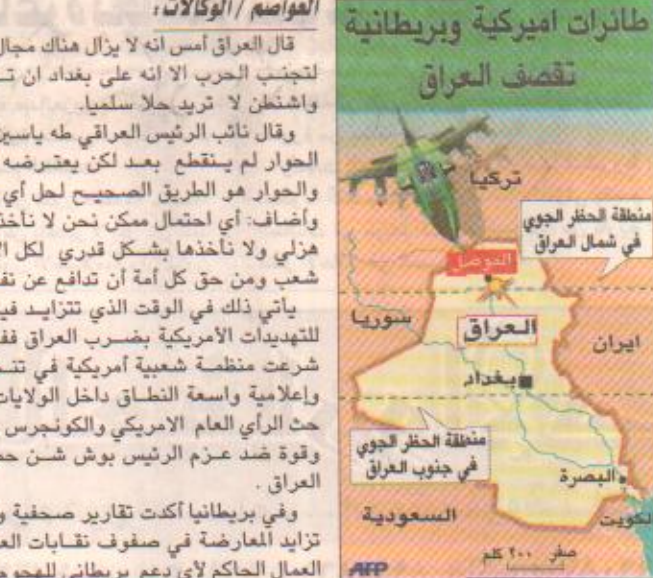 العواصم / الوكالات :
قال العراق أمس انه لا يزال هناك مجال
لتجنب الحرب الا انه على بغداد ان
واشنطن لا تريد حلا سلميا.
وقال نائب الرئيس العراقي طه ياسين
الحوار لم ينقطع بعد لكن يعترضه
والحوار هو الطريق الصحيح لحل أي
وأضاف: أي احتمال ممكن نحن لا نأخذ
هزلي ولا نأخذها بشكل قدري لكل
شعب ومن حق كل أمة أن تدافع عن
يأتي ذلك في الوقت الذي تتزايد
للتهديدات الأمريكية بضرب العراق
شرعت منظمة شعبية أمريكية في
وإعلامية واسعة النطاق داخل الولايات
حث الرأي العام الامريكي والكونجرس
وقوة ضد عزم الرئيس بوش شن
العراق .
وفي بريطانيا أكدت تقارير صحفية و
تزايد المعارضة في صفوف نقابات
العمال الحاكم لأي دعم بريطاني للهجوم
طائرات اميركية وبريطانية
تقصف العراق
تركيا
منطقة الحظر الجوي
في شمال العراق
الموصل
سوريا
العراق
ايران
بغداد
منطقة الحظر الجوي
في جنوب العراق
البصرة
السعودية
الكويت
صفر ٢٠٠ كلم
AFP